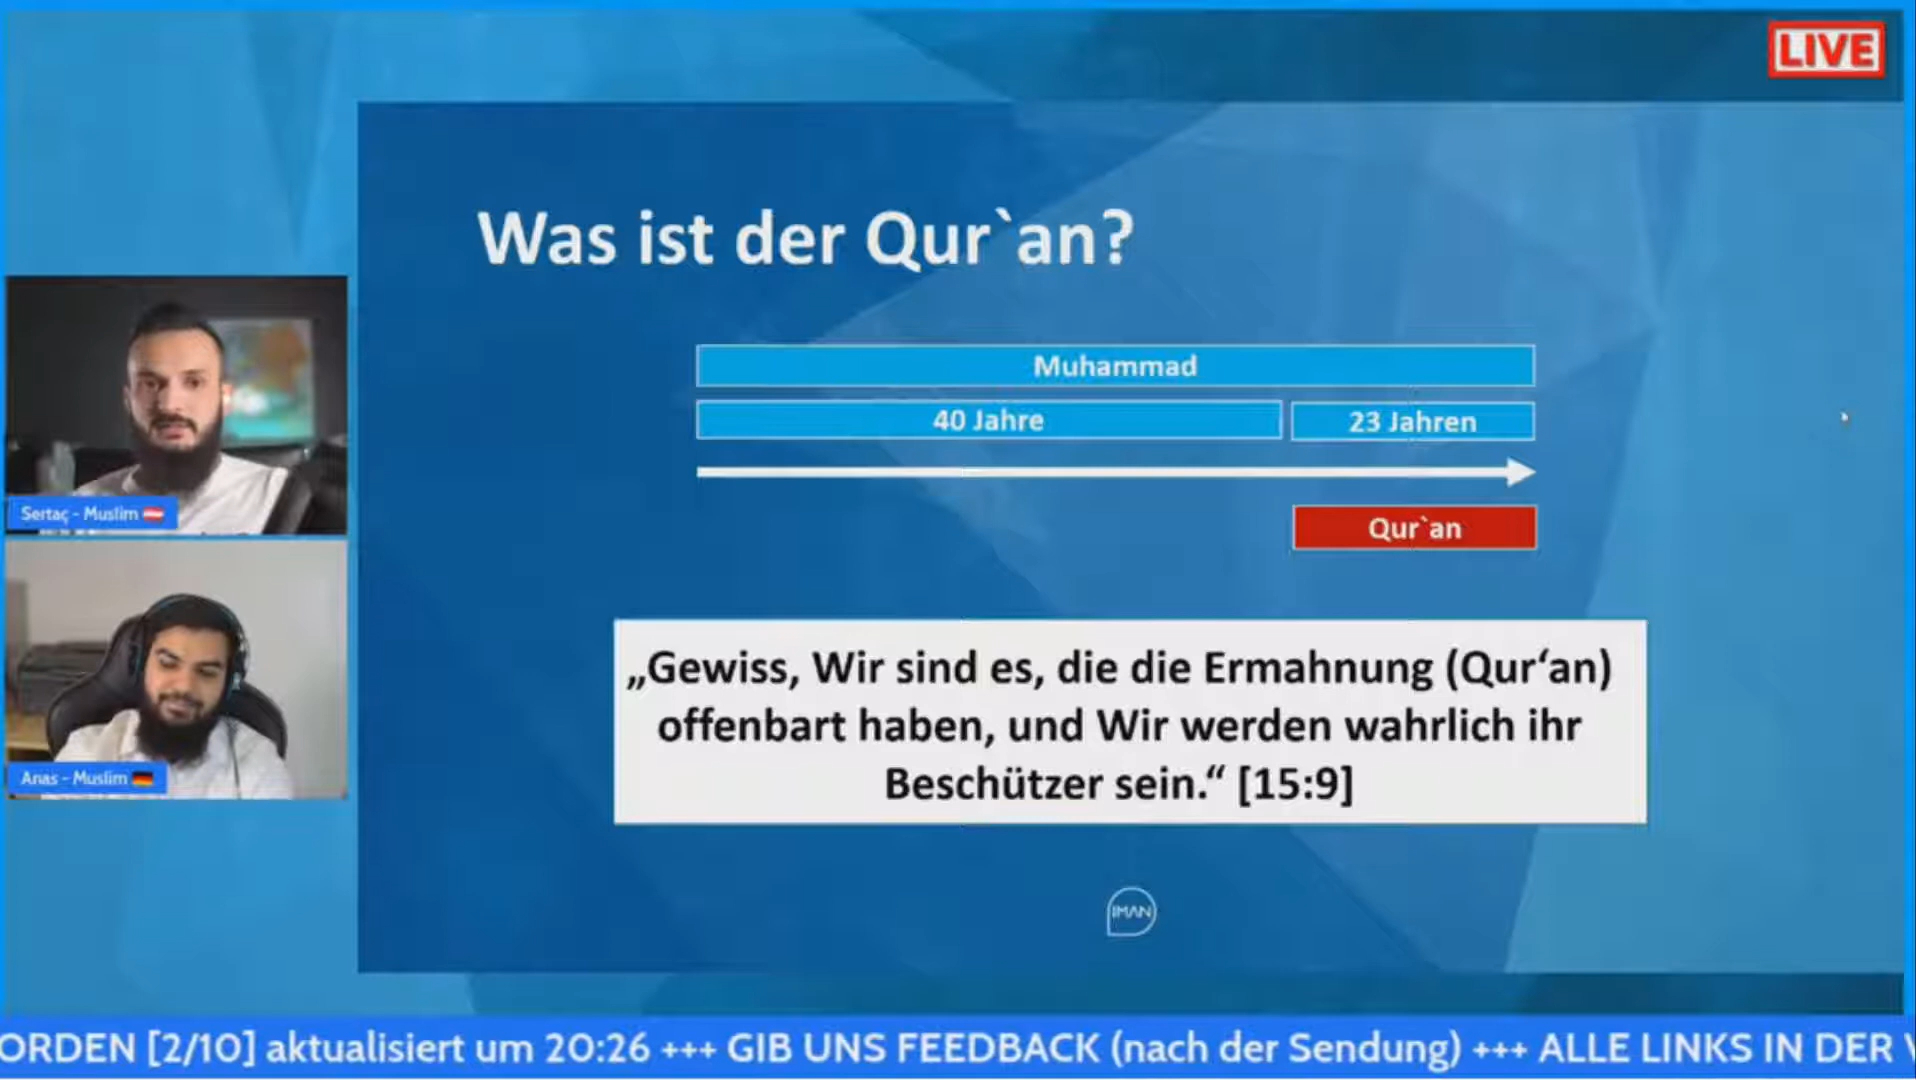 LIVE
Was ist der Qur`an?
Muhammad
40 Jahre
23 Jahren
Qur`an
Sertaç - Muslim
Anas - Muslim
„Gewiss, Wir sind es, die die Ermahnung (Qur‘an)
offenbart haben, und Wir werden wahrlich ihr
Beschützer sein.“ [15:9]
IMAN
ORDEN [2/10] aktualisiert um 20:26 +++ GIB UNS FEEDBACK (nach der Sendung) +++ ALLE LINKS IN DER